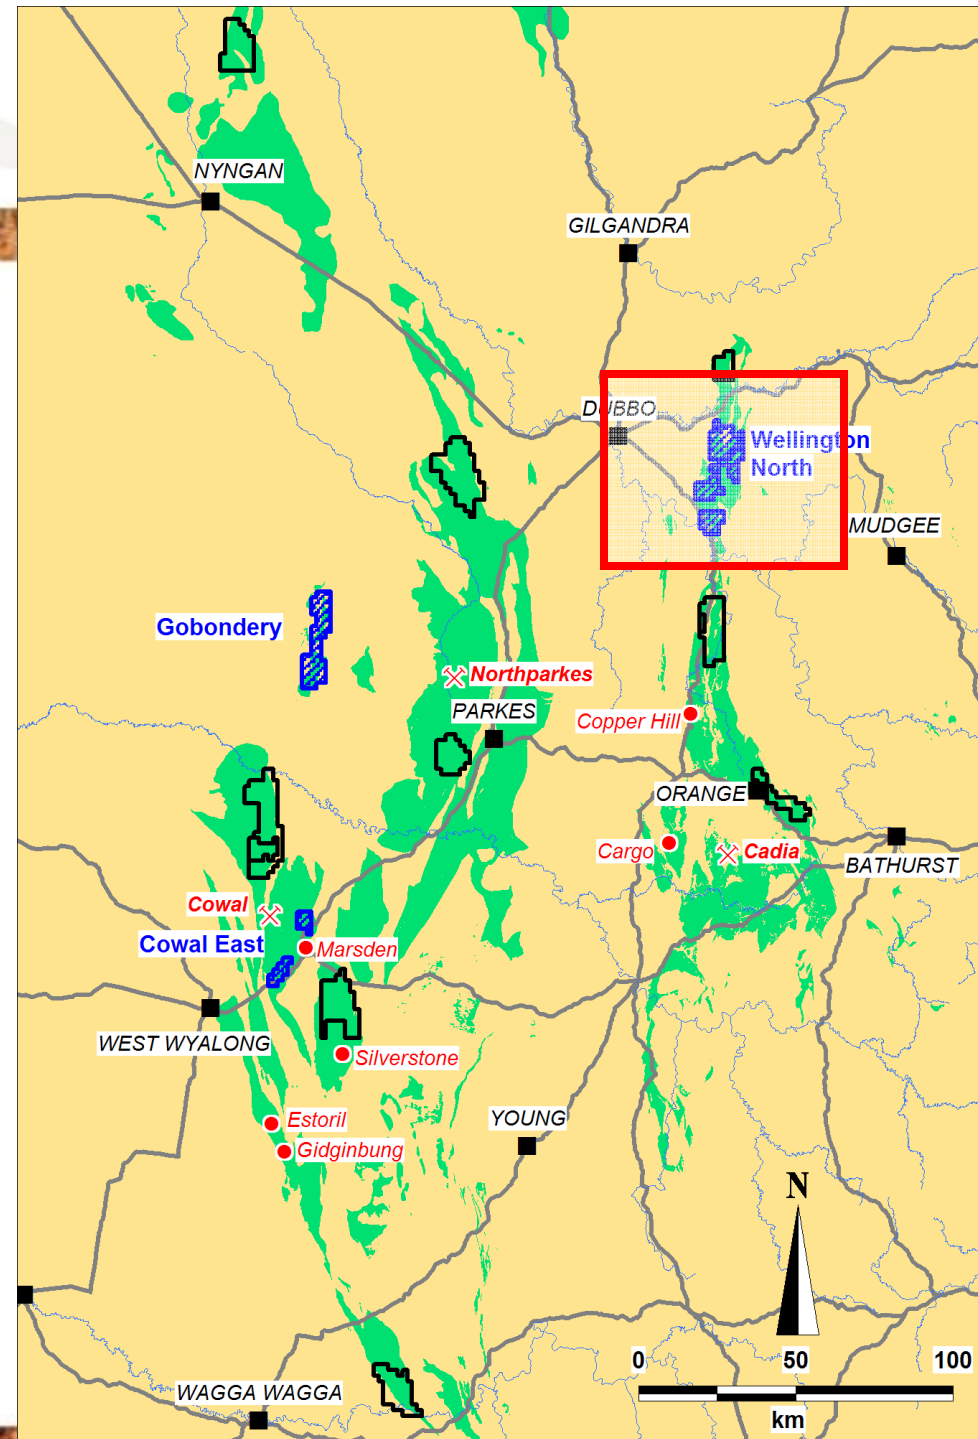 NYNGAN
GILGANDRA
DUBBO
Wellington
North
MUDGEE
Gobondery
Northparkes
PARKES
Copper Hill
ORANGE
Cargo
Cadia
BATHURST
Cowal
Cowal East
Marsden
WEST WYALONG
Silverstone
Estoril
YOUNG
Gidginbung
N
0 50 100
km
WAGGA WAGGA